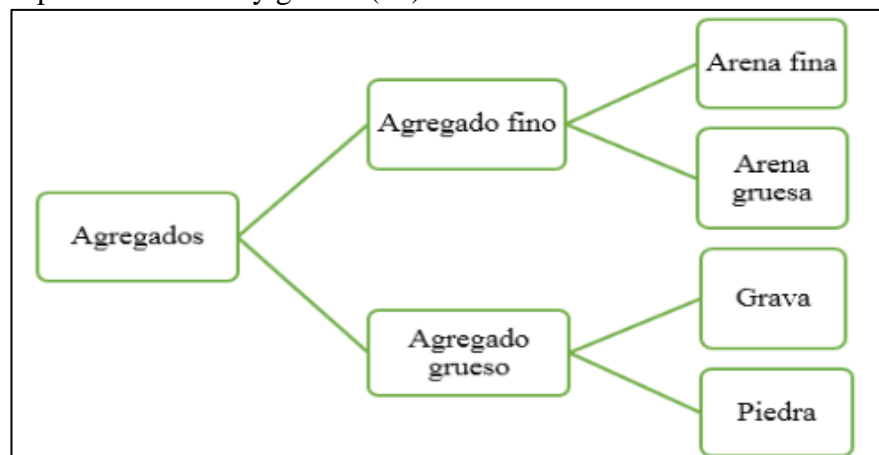 Arena fina
Agregado fino
Arena
gruesa
Agregados
Grava
Agregado
grueso
Piedra